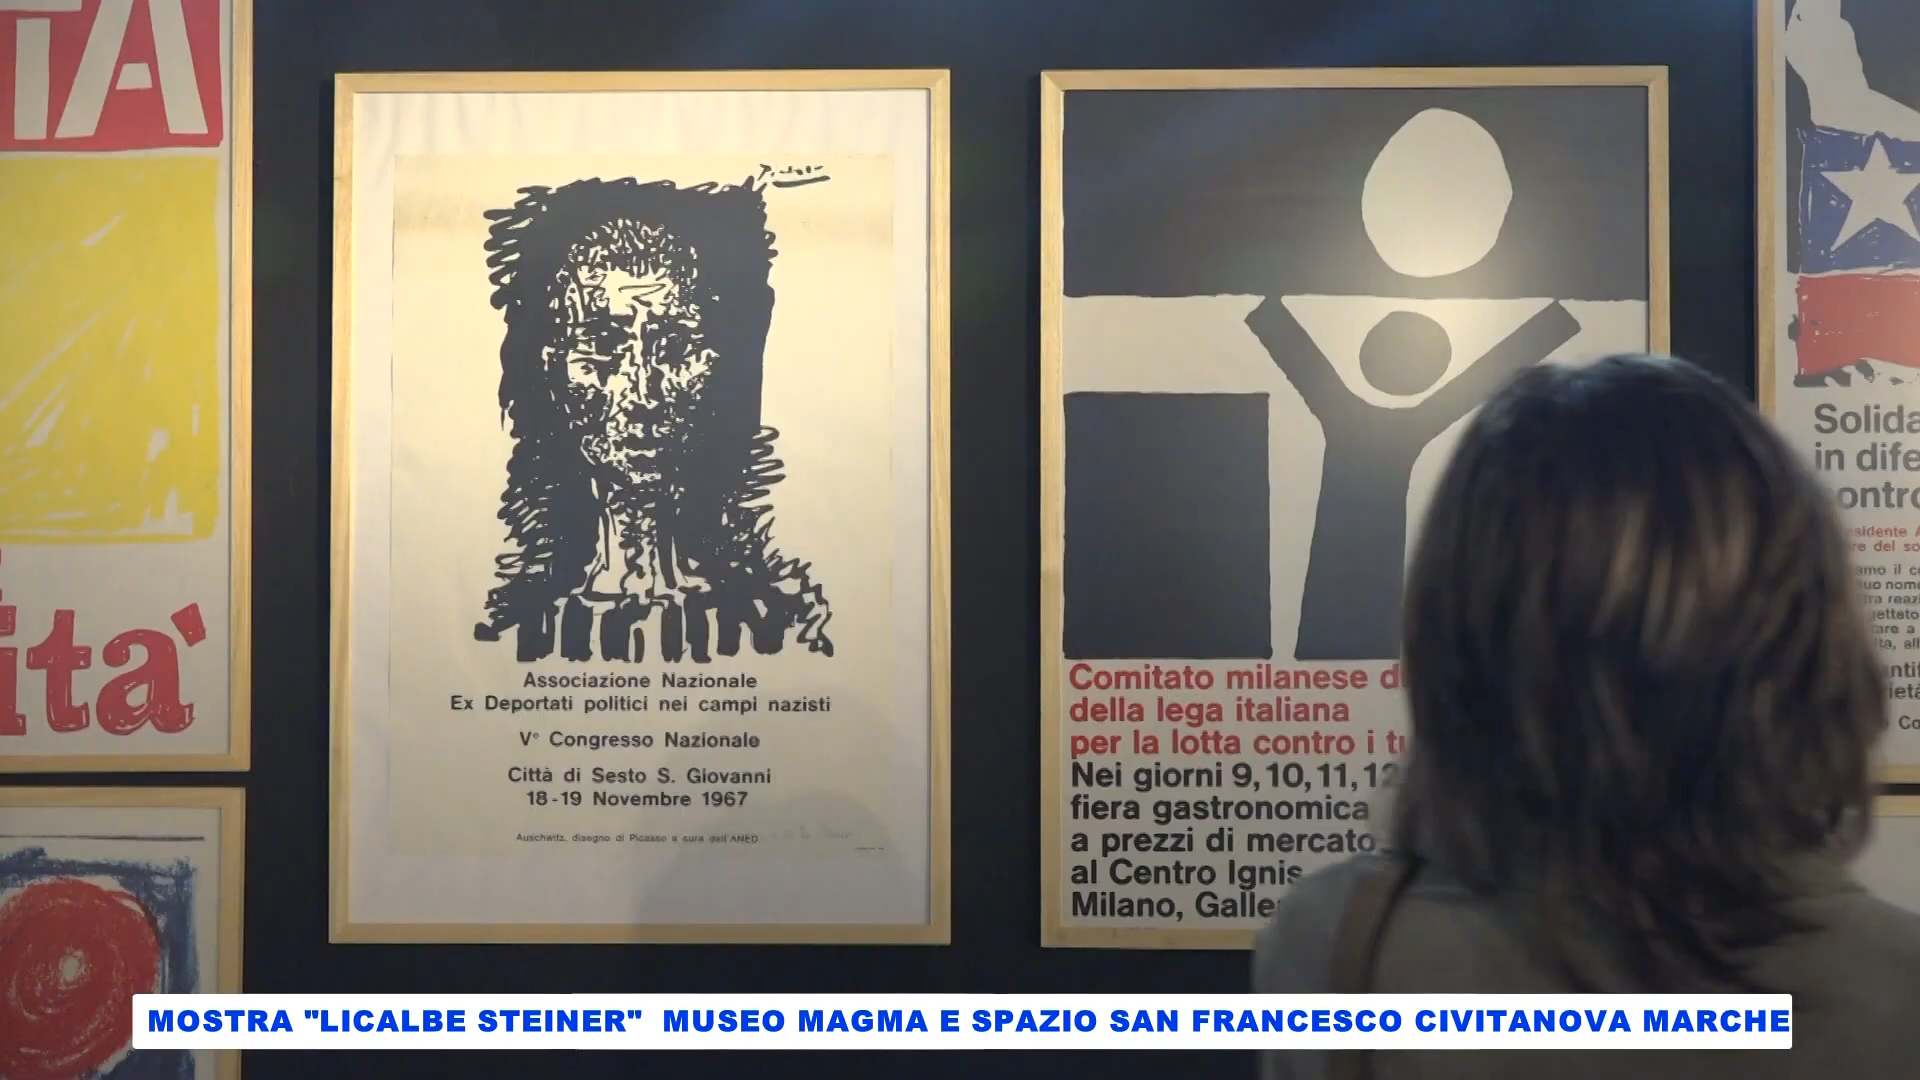 TA
ità
Associazione Nazionale
Ex Deportati politici nei campi nazisti
V° Congresso Nazionale
Città di Sesto S. Giovanni
18-19 Novembre 1967
Auschwitz, disegno di Picasso a cura dell'ANED
Comitato milanese
della lega italiana
per la lotta contro i
Nei giorni 9, 10, 11, 12
fiera gastronomica
a prezzi di mercato
al Centro Ignis
Milano,
Solida
in dife
contro
MOSTRA "LICALBE STEINER" MUSEO MAGMA E SPAZIO SAN FRANCESCO CIVITANOVA MARCHE